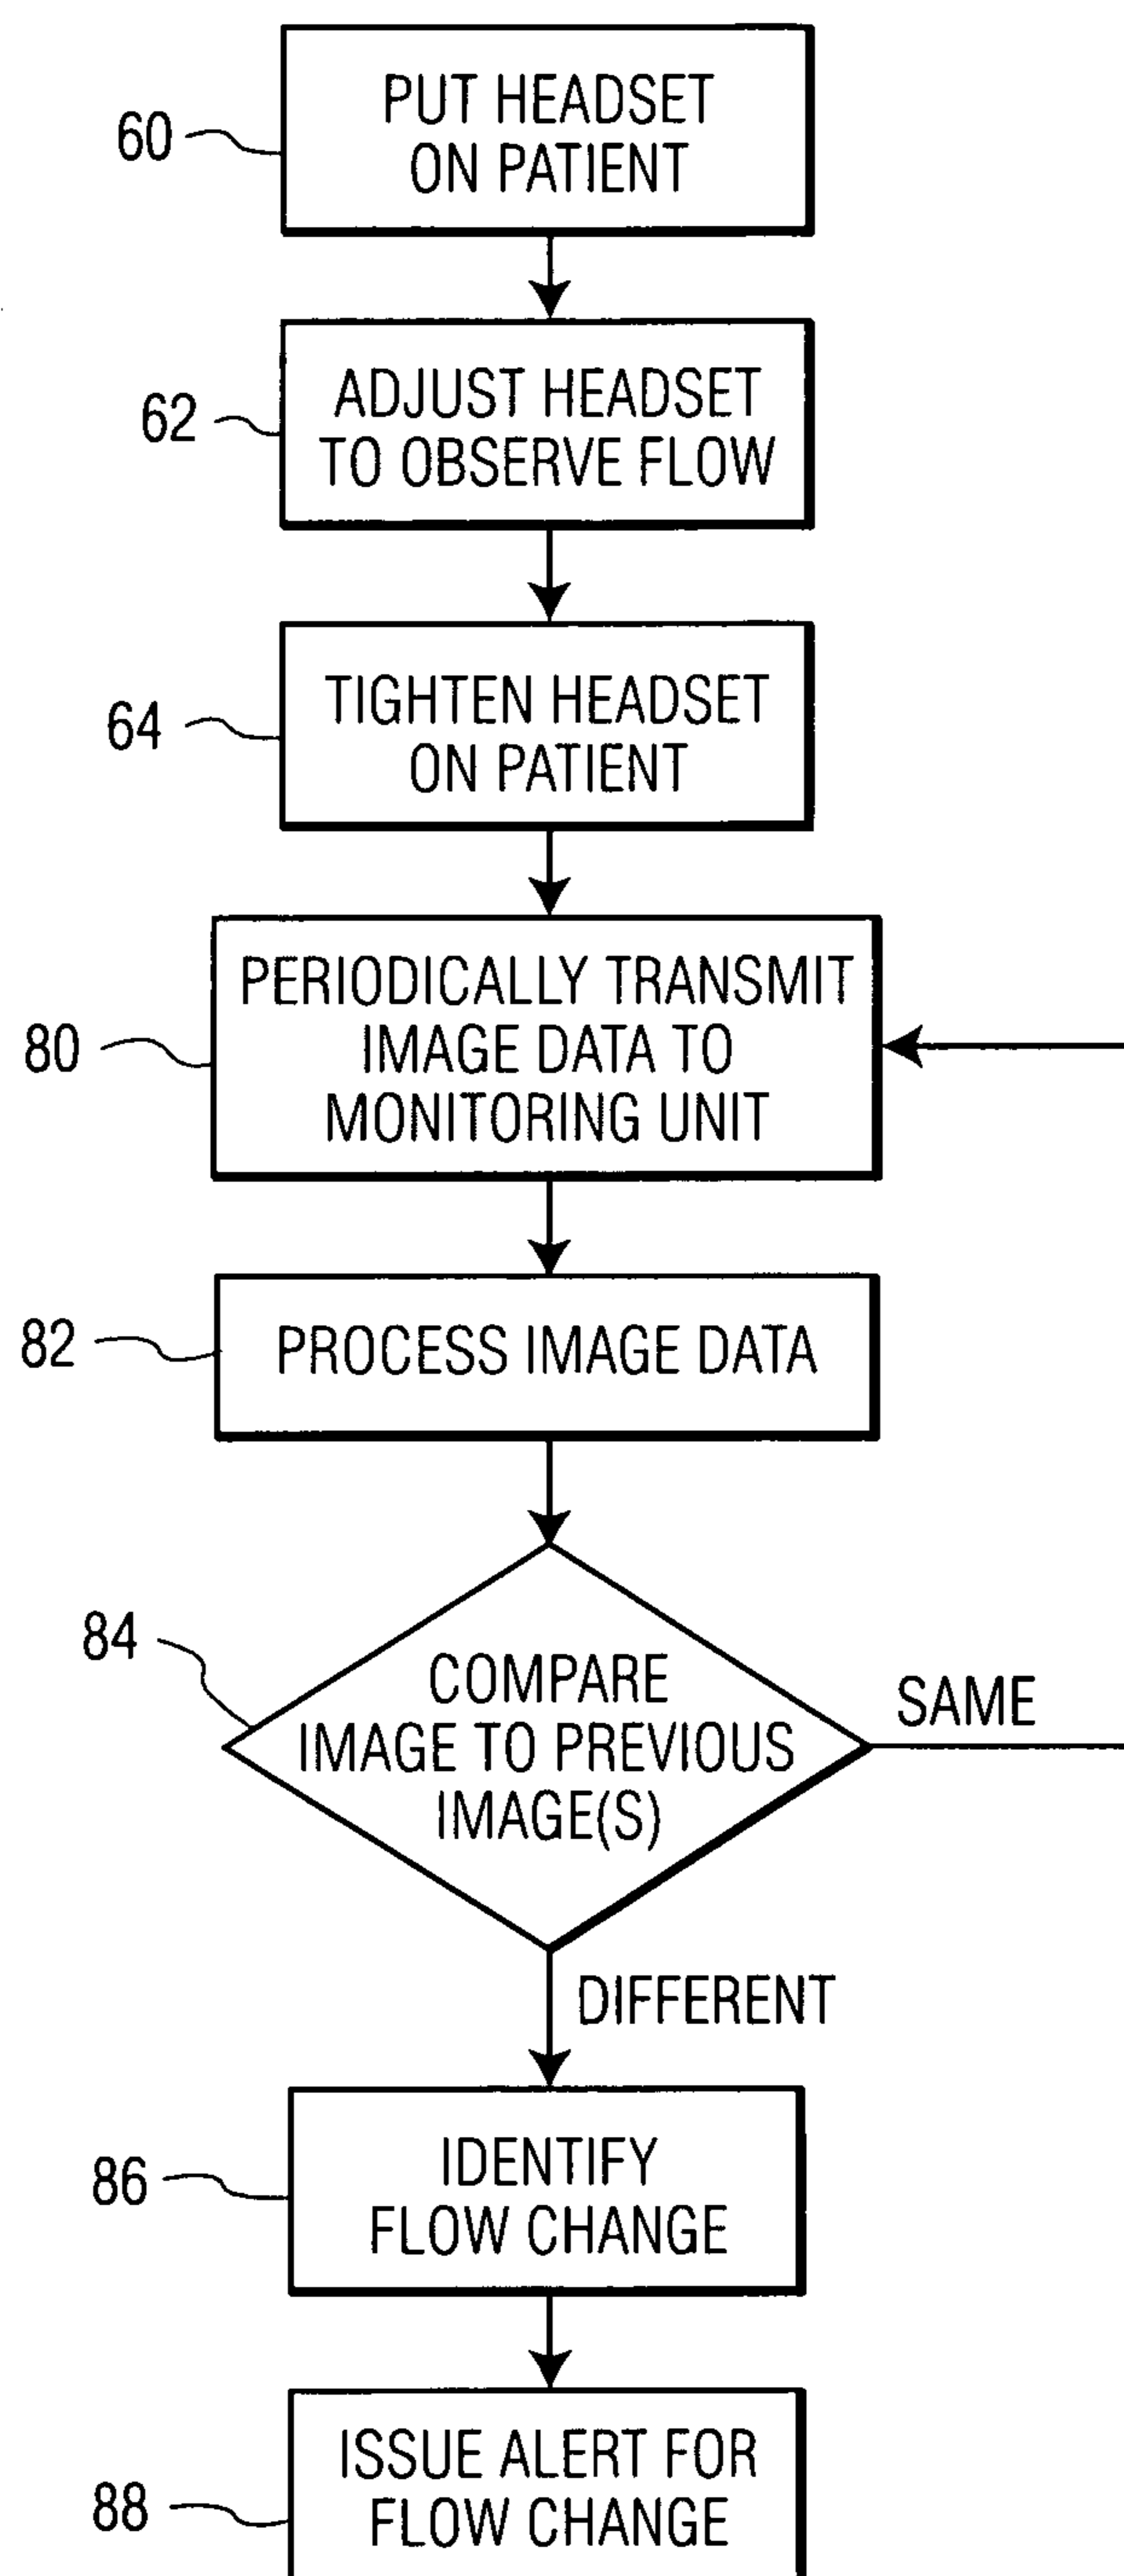 60
PUT HEADSET
ON PATIENT
62
ADJUST HEADSET
TO OBSERVE FLOW
64
TIGHTEN HEADSET
ON PATIENT
80
PERIODICALLY TRANSMIT
IMAGE DATA TO
MONITORING UNIT
82
PROCESS IMAGE DATA
84
COMPARE
IMAGE TO PREVIOUS
IMAGE(S)
SAME
DIFFERENT
86
IDENTIFY
FLOW CHANGE
88
ISSUE ALERT FOR
FLOW CHANGE